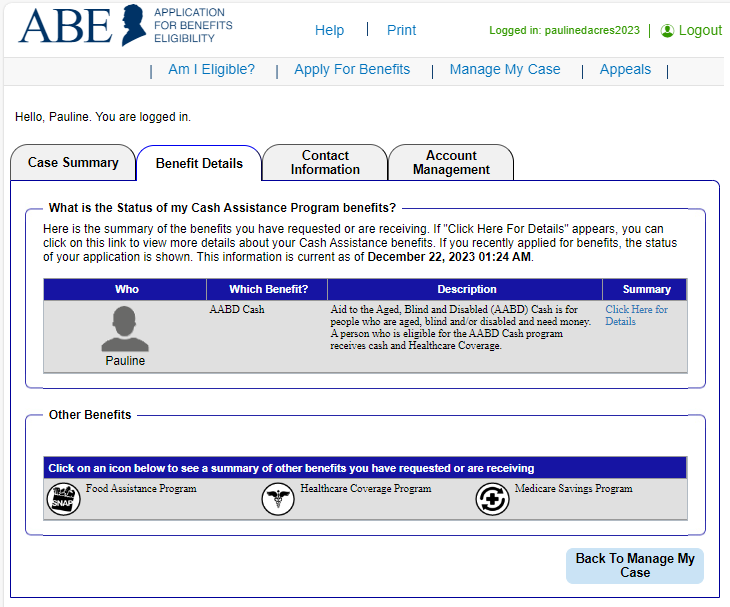 ABE
APPLICATION
FOR BENEFITS
ELIGIBILITY
Help | Print
Logged in: paulinedacres2023 | Logout
| Am I Eligible? | Apply For Benefits | Manage My Case | Appeals |
Hello, Pauline. You are logged in.
Case Summary
Benefit Details
Contact
Information
Account
Management
What is the Status of my Cash Assistance Program benefits?
Here is the summary of the benefits you have requested or are receiving. If "Click Here For Details" appears, you can
click on this link to view more details about your Cash Assistance benefits. If you recently applied for benefits, the status
of your application is shown. This information is current as of December 22, 2023 01:24 AM.
Who Which Benefit? Description Summary
Pauline
AABD Cash
Aid to the Aged, Blind and Disabled (AABD) Cash is for
people who are aged, blind and/or disabled and need money.
A person who is eligible for the AABD Cash program
receives cash and Healthcare Coverage.
Click Here for
Details
Other Benefits
Click on an icon below to see a summary of other benefits you have requested or are receiving
SNAP
Food Assistance Program
Healthcare Coverage Program
Medicare Savings Program
Back To Manage My
Case